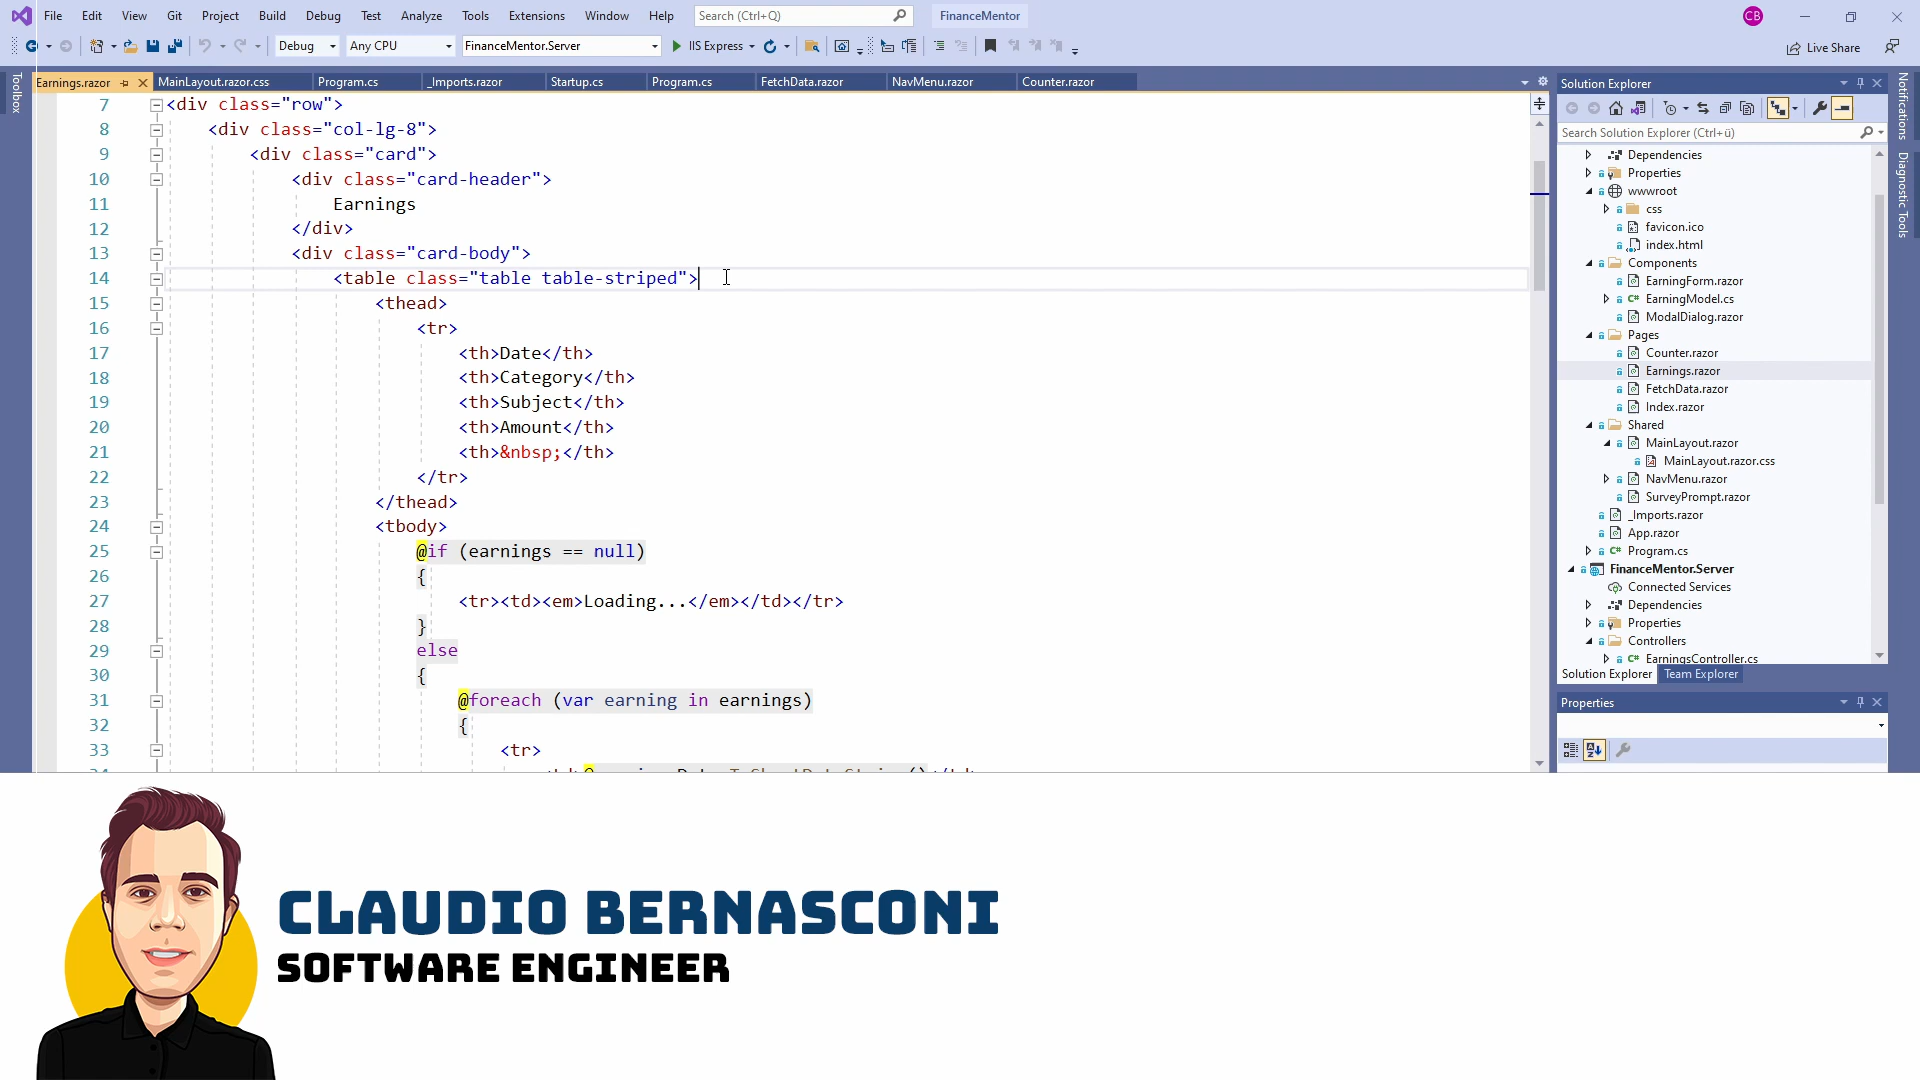 File Edit View Git Project Build Debug Test Analyze Tools Extensions Window Help Search (Ctrl+Q) FinanceMentor CB
Debug Any CPU FinanceMentor.Server IIS Express Live Share
Toolbox
Earnings.razor MainLayout.razor.css Program.cs _Imports.razor Startup.cs Program.cs FetchData.razor NavMenu.razor Counter.razor
7 <div class="row">
8 <div class="col-lg-8">
9 <div class="card">
10 <div class="card-header">
11 Earnings
12 </div>
13 <div class="card-body">
14 <table class="table table-striped">
15 <thead>
16 <tr>
17 <th>Date</th>
18 <th>Category</th>
19 <th>Subject</th>
20 <th>Amount</th>
21 <th>&nbsp;</th>
22 </tr>
23 </thead>
24 <tbody>
25 @if (earnings == null)
26 {
27 <tr><td><em>Loading...</em></td></tr>
28 }
29 else
30 {
31 @foreach (var earning in earnings)
32 {
33 <tr>
Solution Explorer
Search Solution Explorer (Ctrl+ü)
Dependencies
Properties
wwwroot
css
favicon.ico
index.html
Components
EarningForm.razor
C# EarningModel.cs
ModalDialog.razor
Pages
Counter.razor
Earnings.razor
FetchData.razor
Index.razor
Shared
MainLayout.razor
MainLayout.razor.css
NavMenu.razor
SurveyPrompt.razor
_Imports.razor
App.razor
C# Program.cs
FinanceMentor.Server
Connected Services
Dependencies
Properties
Controllers
C# EarningsController.cs
Solution Explorer Team Explorer
Properties
Notifications
Diagnostic Tools
CLAUDIO BERNASCONI
SOFTWARE ENGINEER